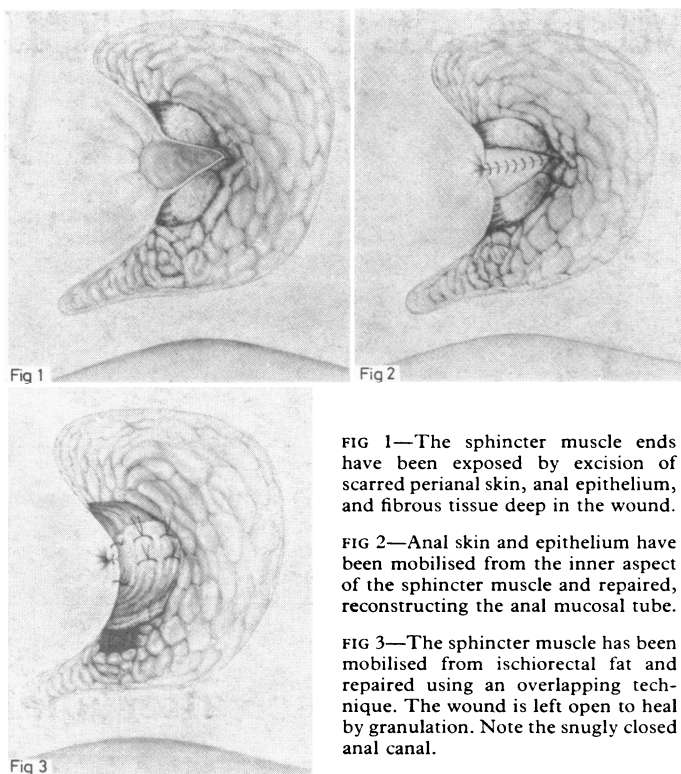 Fig 1
Fig 2
Fig 3
FIG 1—The sphincter muscle ends
have been exposed by excision of
scarred perianal skin, anal epithelium,
and fibrous tissue deep in the wound.
FIG 2—Anal skin and epithelium have
been mobilised from the inner aspect
of the sphincter muscle and repaired,
reconstructing the anal mucosal tube.
FIG 3—The sphincter muscle has been
mobilised from ischiorectal fat and
repaired using an overlapping tech-
nique. The wound is left open to heal
by granulation. Note the snugly closed
anal canal.